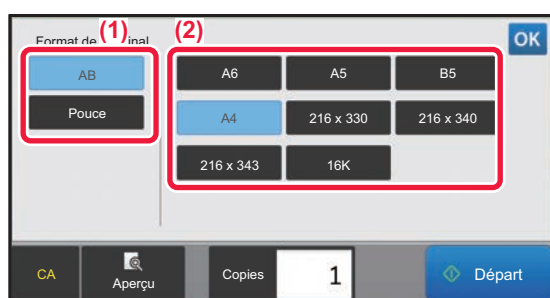 Format de (1) inal
(2)
OK
AB
Pouce
A6
A5
B5
A4
216 x 330
216 x 340
216 x 343
16K
CA
Aperçu
Copies
1
Départ